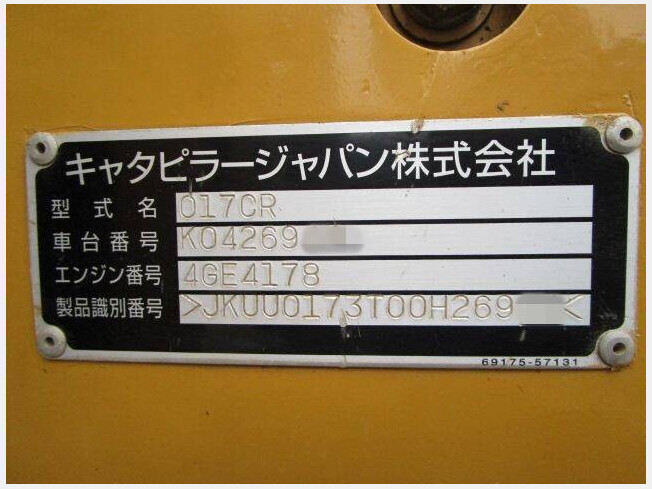 キャタピラージャパン株式会社
型式名 017CR
車台番号 K04269
エンジン番号 4GE4178
製品識別番号 >JKUU0173T00H269 <
69175-57131